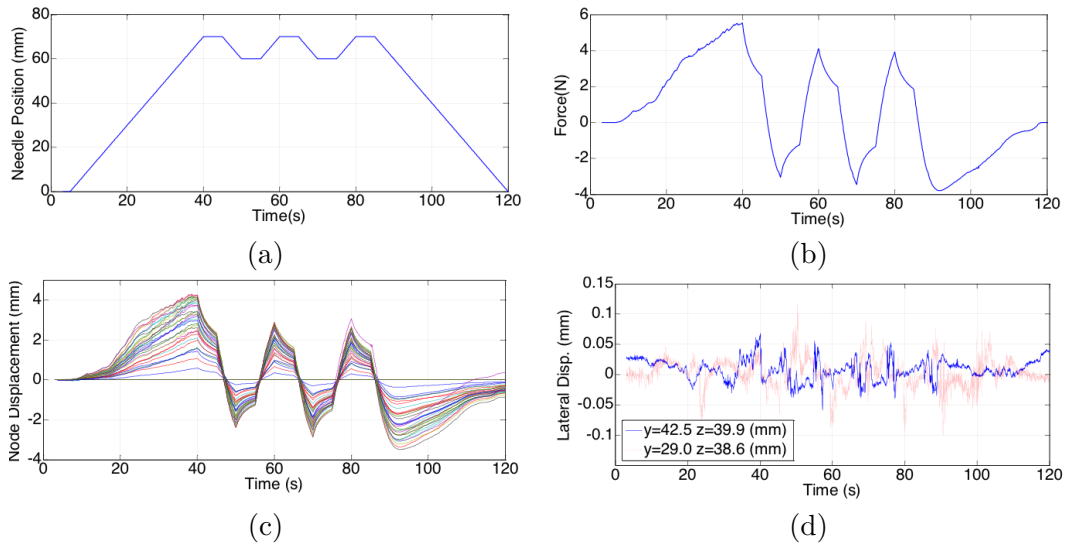 80
60
40
20
0
Needle Position (mm)
0 20 40 60 80 100 120
Time(s)
(a)
6
4
2
0
-2
-4
Force(N)
0 20 40 60 80 100 120
Time(s)
(b)
4
2
0
-2
-4
Node Displacement (mm)
0 20 40 60 80 100 120
Time (s)
(c)
0.15
0.1
0.05
0
-0.05
-0.1
Lateral Disp. (mm)
y=42.5 z=39.9 (mm)
y=29.0 z=38.6 (mm)
0 20 40 60 80 100 120
Time (s)
(d)